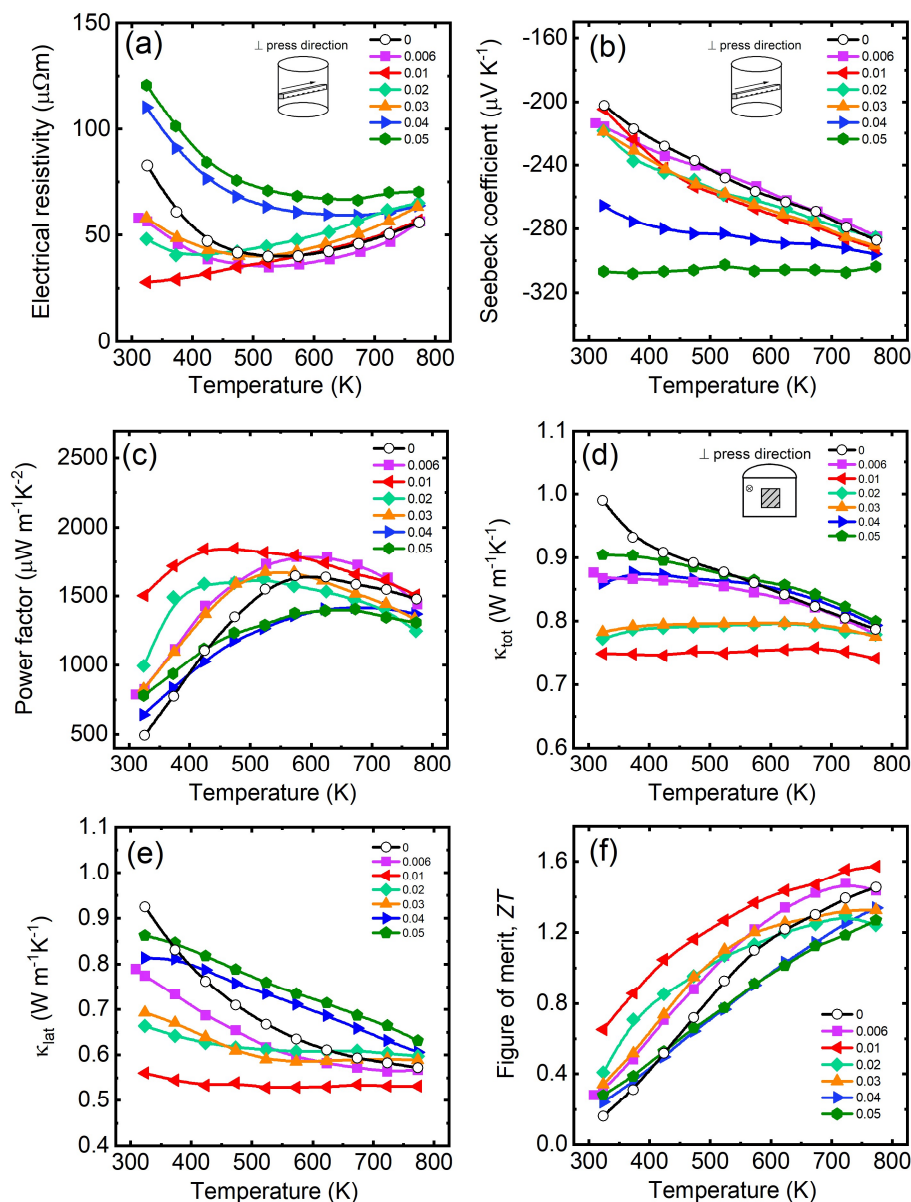 (a)
⊥ press direction
0
0.006
0.01
0.02
0.03
0.04
0.05
150
100
50
0
300 400 500 600 700 800
Electrical resistivity (μΩm)
Temperature (K)
(b)
⊥ press direction
0
0.006
0.01
0.02
0.03
0.04
0.05
-160
-200
-240
-280
-320
300 400 500 600 700 800
Seebeck coefficient (μV K-1)
Temperature (K)
(c)
0
0.006
0.01
0.02
0.03
0.04
0.05
2500
2000
1500
1000
500
300 400 500 600 700 800
Power factor (μW m-1K-2)
Temperature (K)
(d)
⊥ press direction
⊗
0
0.006
0.01
0.02
0.03
0.04
0.05
1.1
1.0
0.9
0.8
0.7
0.6
300 400 500 600 700 800
κtot (W m-1K-1)
Temperature (K)
(e)
0
0.006
0.01
0.02
0.03
0.04
0.05
1.1
1.0
0.9
0.8
0.7
0.6
0.5
0.4
300 400 500 600 700 800
κlat (W m-1K-1)
Temperature (K)
(f)
0
0.006
0.01
0.02
0.03
0.04
0.05
1.6
1.2
0.8
0.4
0.0
300 400 500 600 700 800
Figure of merit, ZT
Temperature (K)